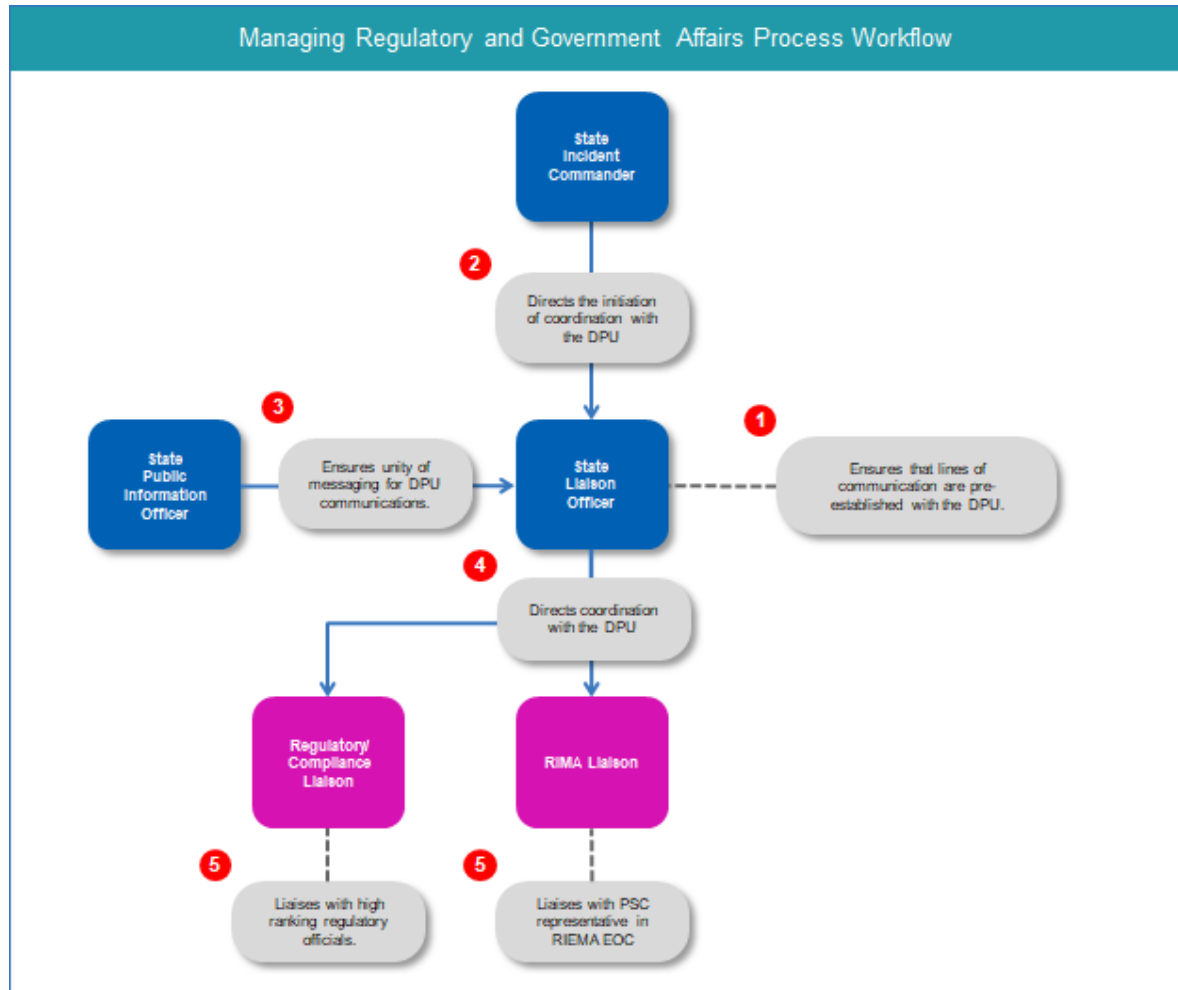 Managing Regulatory and Government Affairs Process Workflow
State
Incident
Commander
2
Directs the initiation
of coordination with
the DPU
3
1
State
Public
Information
Officer
Ensures unity of
messaging for DPU
communications.
State
Liaison
Officer
Ensures that lines of
communication are pre-
established with the DPU.
4
Directs coordination
with the DPU
Regulatory/
Compliance
Liaison
RIMA Liaison
5
5
Liaises with high
ranking regulatory
officials.
Liaises with PSC
representative in
RIEMA EOC